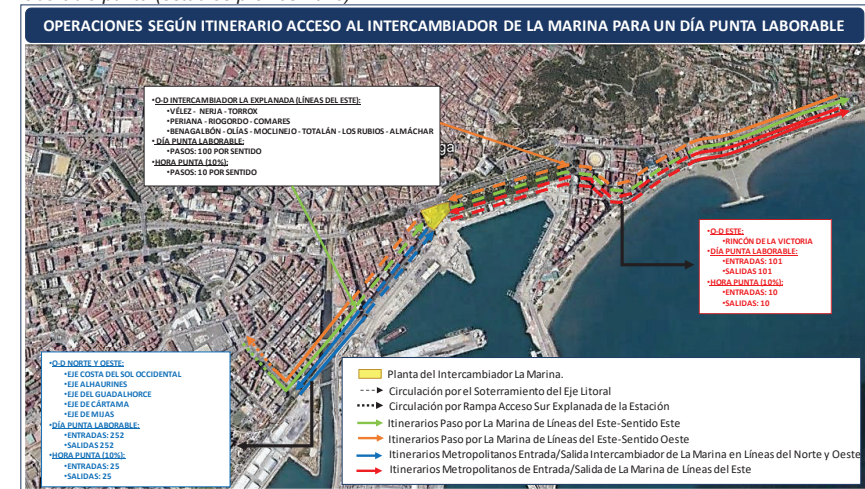 OPERACIONES SEGÚN ITINERARIO ACCESO AL INTERCAMBIADOR DE LA MARINA PARA UN DÍA PUNTA LABORABLE
•O-D INTERCAMBIADOR LA EXPLANADA (LÍNEAS DEL ESTE):
•VÉLEZ - NERJA - TORROX
•PERIANA - RIOGORDO - COMARES
•BENAGALBÓN - OLÍAS - MOCLINEJO - TOTALÁN - LOS RUBIOS - ALMÁCHAR
•DÍA PUNTA LABORABLE:
•PASOS: 100 POR SENTIDO
•HORA PUNTA (10%):
•PASOS: 10 POR SENTIDO
ga
•O-D ESTE:
•RINCÓN DE LA VICTORIA
•DÍA PUNTA LABORABLE:
•ENTRADAS: 101
•SALIDAS 101
•HORA PUNTA (10%):
•ENTRADAS: 10
•SALIDAS: 10
•O-D NORTE Y OESTE:
•EJE COSTA DEL SOL OCCIDENTAL
•EJE ALHAURINES
•EJE DEL GUADALHORCE
•EJE DE CÁRTAMA
•EJE DE MIJAS
•DÍA PUNTA LABORABLE:
•ENTRADAS: 252
•SALIDAS 252
•HORA PUNTA (10%):
•ENTRADAS: 25
•SALIDAS: 25
Planta del Intercambiador La Marina.
Circulación por el Soterramiento del Eje Litoral
Circulación por Rampa Acceso Sur Explanada de la Estación
Itinerarios Paso por La Marina de Líneas del Este-Sentido Este
Itinerarios Paso por La Marina de Líneas del Este-Sentido Oeste
Itinerarios Metropolitanos Entrada/Salida Intercambiador de La Marina en Líneas del Norte y Oeste
Itinerarios Metropolitanos de Entrada/Salida de La Marina de Líneas del Este